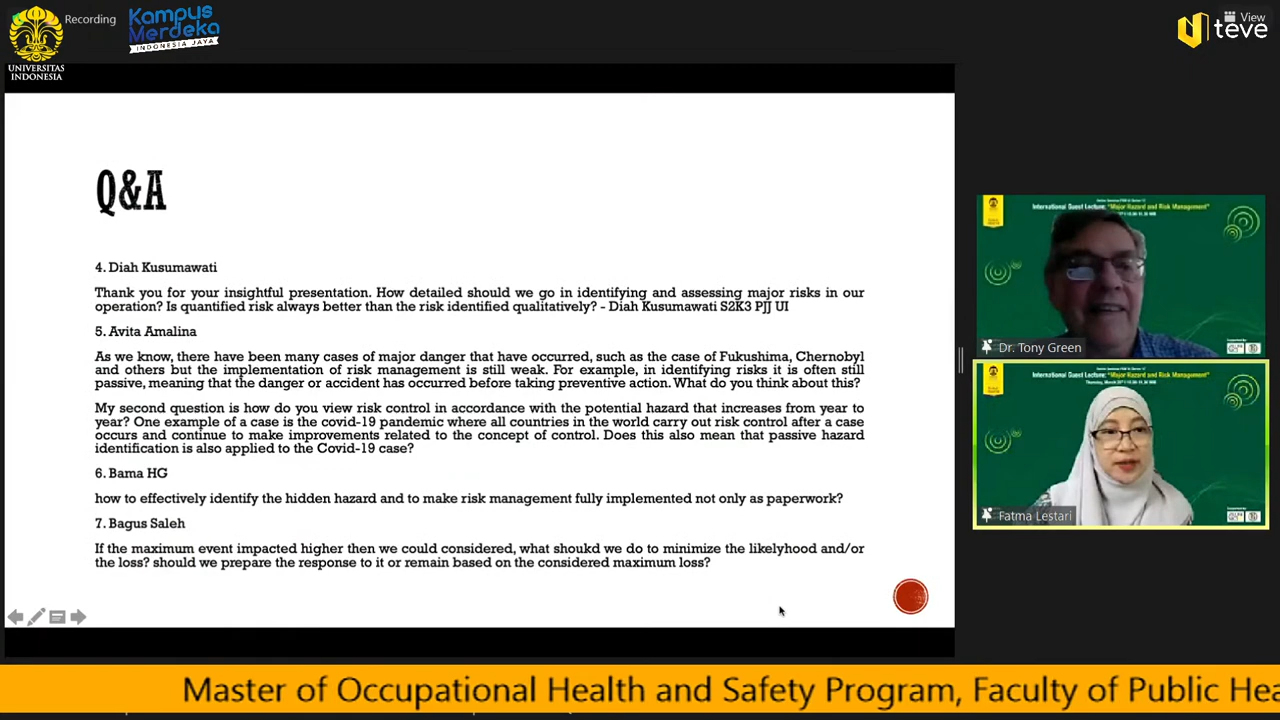 Recording
Kampus
Merdeka
INDONESIA JAYA
UNIVERSITAS
INDONESIA
View
teve
Q&A
4. Diah Kusumawati
Thank you for your insightful presentation. How detailed should we go in identifying and assessing major risks in our
operation? Is quantified risk always better than the risk identified qualitatively? - Diah Kusumawati S2K3 PJJ UI
5. Avita Amalina
As we know, there have been many cases of major danger that have occurred, such as the case of Fukushima, Chernobyl
and others but the implementation of risk management is still weak. For example, in identifying risks it is often still
passive, meaning that the danger or accident has occurred before taking preventive action. What do you think about this?
My second question is how do you view risk control in accordance with the potential hazard that increases from year to
year? One example of a case is the covid-19 pandemic where all countries in the world carry out risk control after a case
occurs and continue to make improvements related to the concept of control. Does this also mean that passive hazard
identification is also applied to the Covid-19 case?
6. Bama HG
how to effectively identify the hidden hazard and to make risk management fully implemented not only as paperwork?
7. Bagus Saleh
If the maximum event impacted higher then we could considered, what shoukd we do to minimize the likelyhood and/or
the loss? should we prepare the response to it or remain based on the considered maximum loss?
International Guest Lecture: "Major Hazard and Risk Management"
Dr. Tony Green
International Guest Lecture: "Major Hazard and Risk Management"
Fatma Lestari
Master of Occupational Health and Safety Program, Faculty of Public Hea